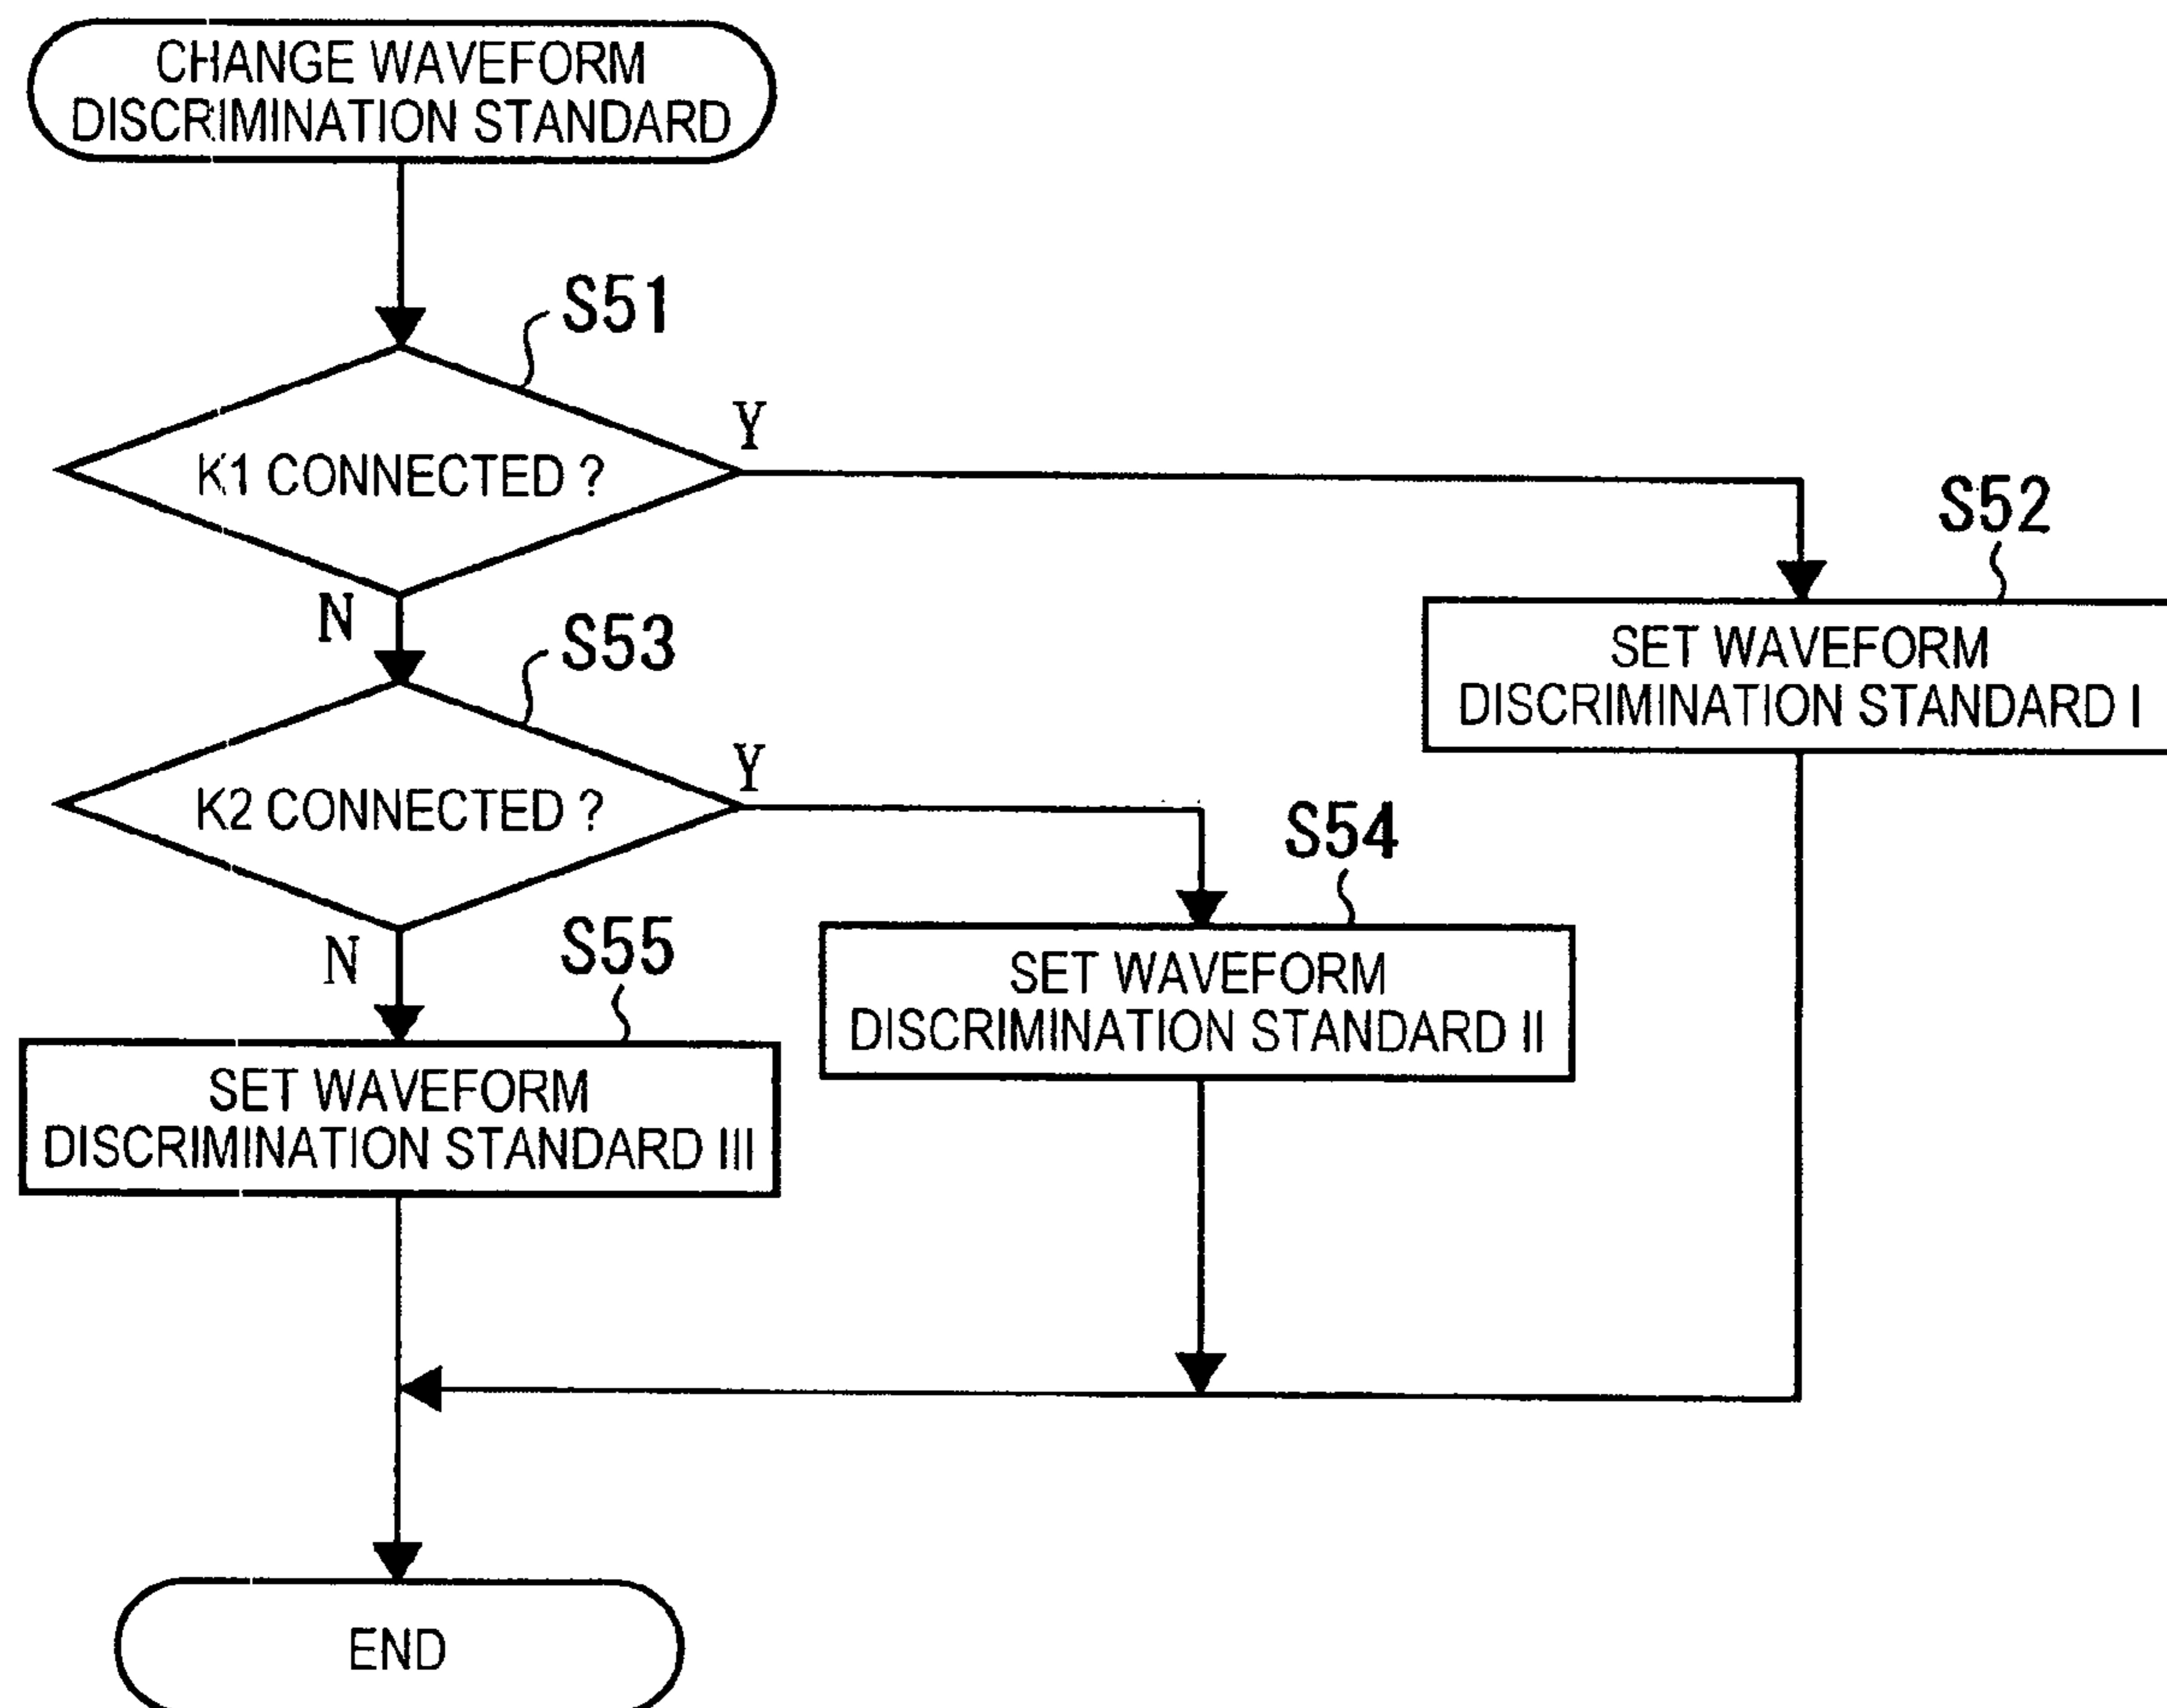 CHANGE WAVEFORM
DISCRIMINATION STANDARD
S51
K1 CONNECTED ?
Y
N
S52
SET WAVEFORM
DISCRIMINATION STANDARD I
S53
K2 CONNECTED ?
Y
N
S54
SET WAVEFORM
DISCRIMINATION STANDARD II
S55
SET WAVEFORM
DISCRIMINATION STANDARD III
END